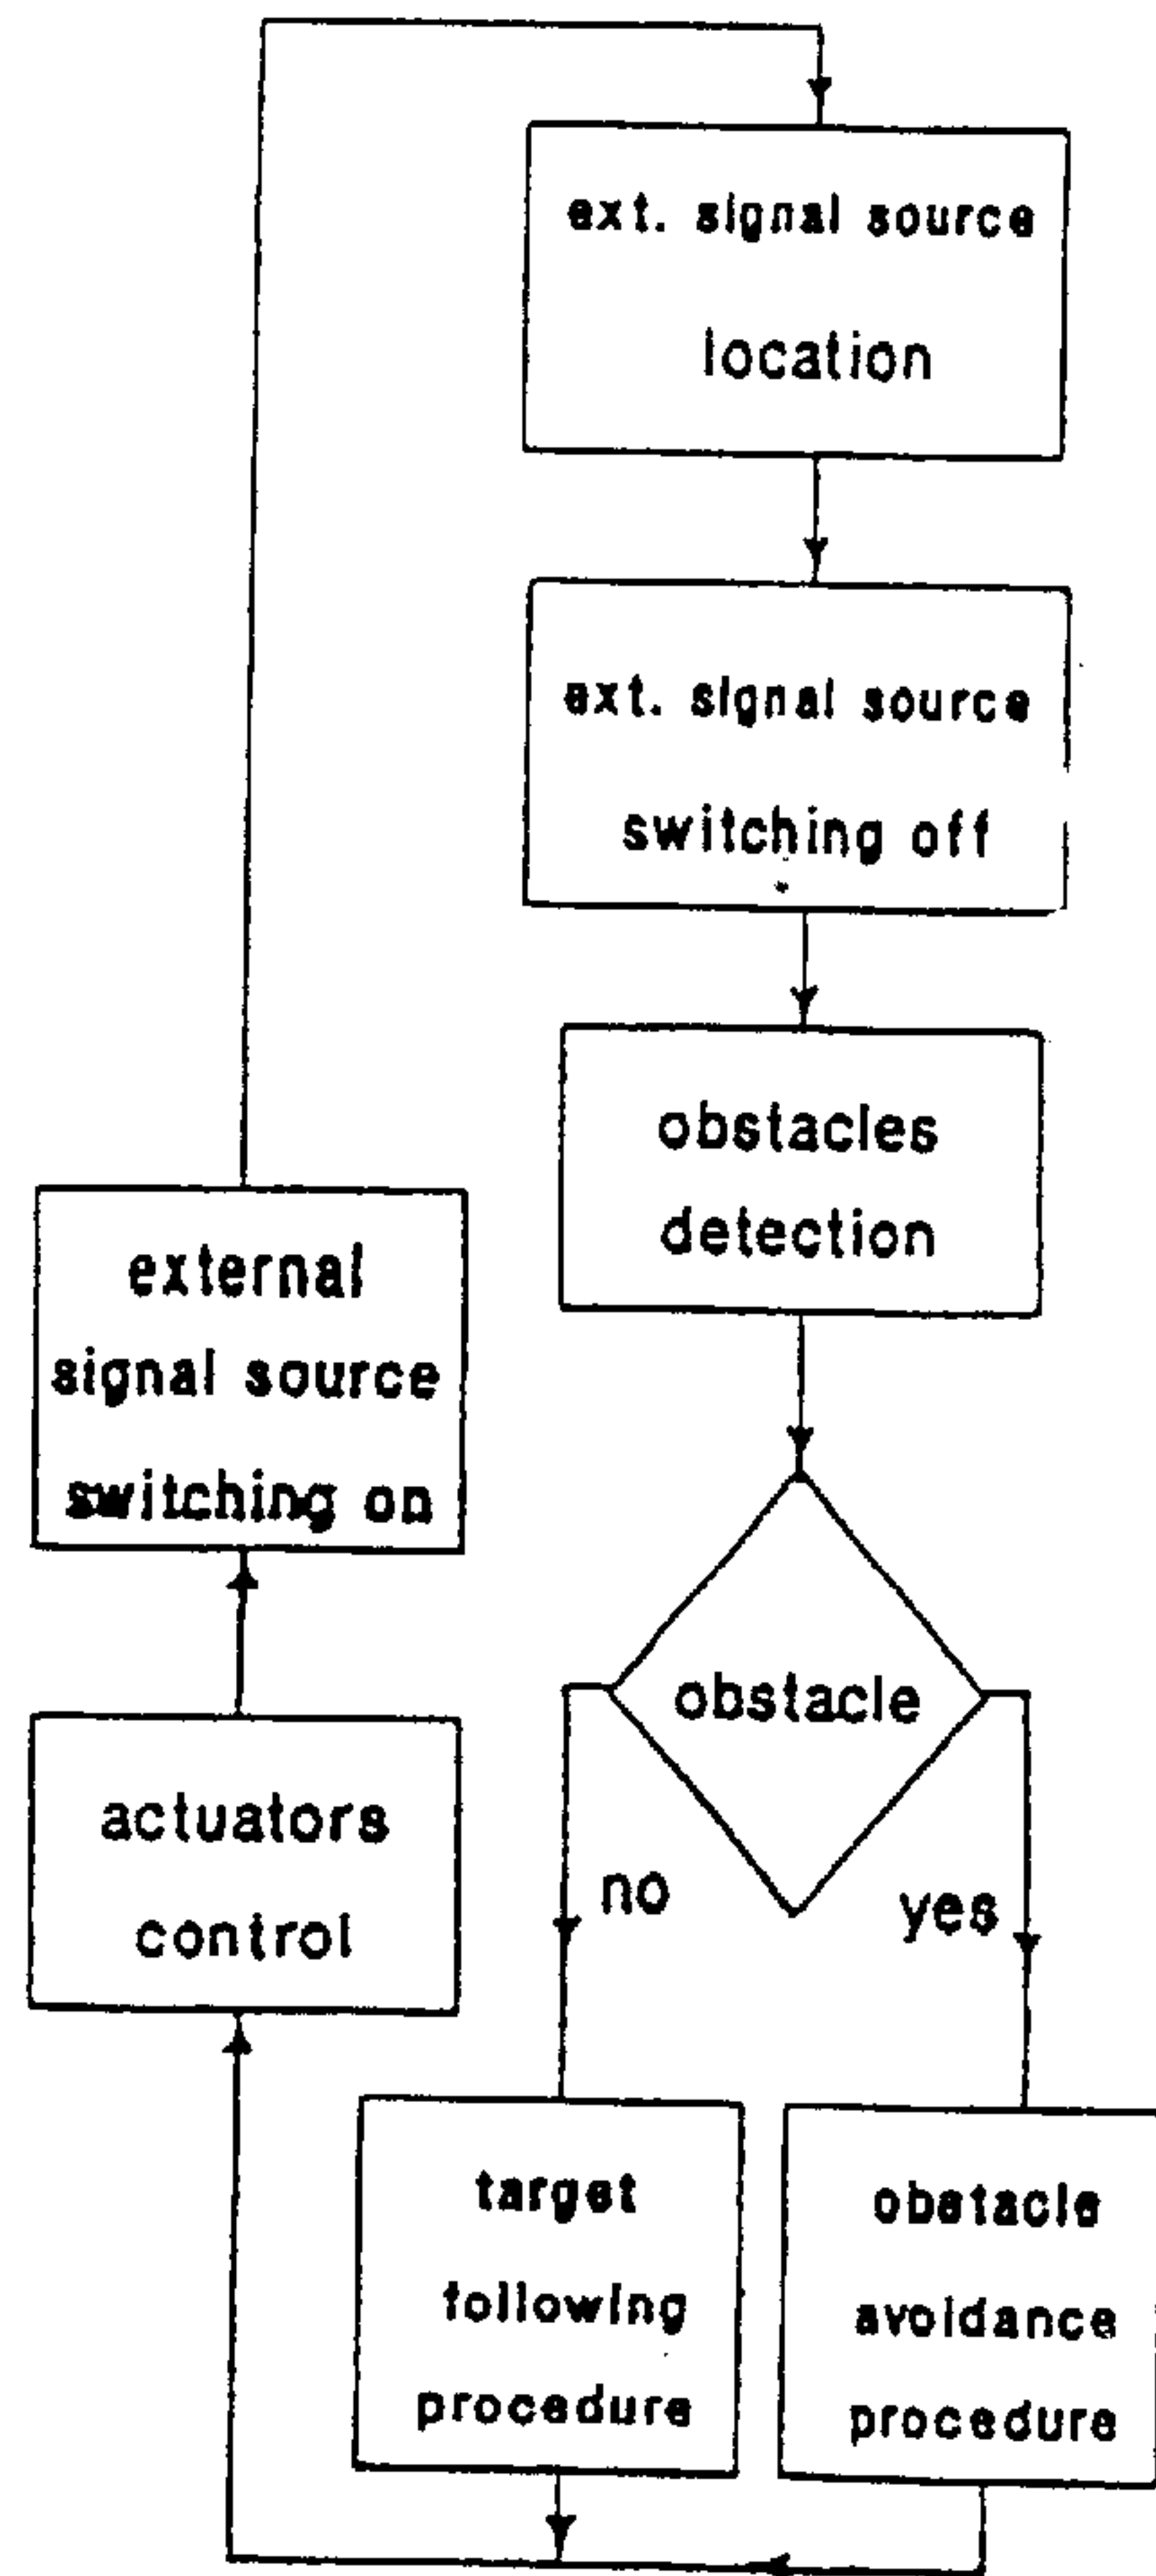 ext. signal source
location
ext. signal source
switching off
obstacles
detection
obstacle
no
yes
target
following
procedure
obstacle
avoidance
procedure
actuators
control
external
signal source
switching on